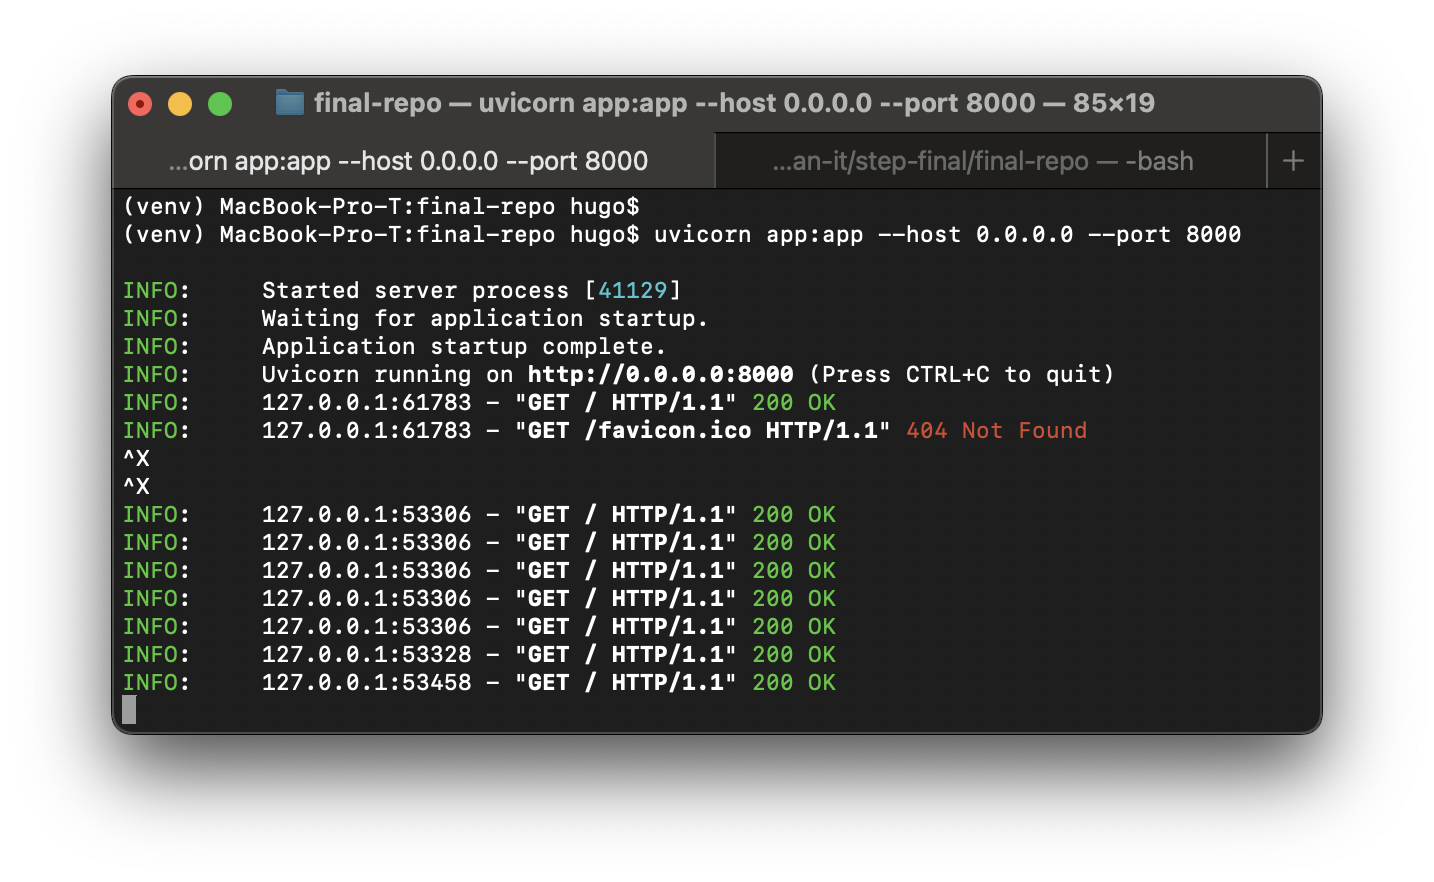 final-repo — uvicorn app:app --host 0.0.0.0 --port 8000 — 85×19
...orn app:app --host 0.0.0.0 --port 8000
...an-it/step-final/final-repo — -bash
+
(venv) MacBook-Pro-T:final-repo hugo$
(venv) MacBook-Pro-T:final-repo hugo$ uvicorn app:app --host 0.0.0.0 --port 8000
INFO:     Started server process [41129]
INFO:     Waiting for application startup.
INFO:     Application startup complete.
INFO:     Uvicorn running on http://0.0.0.0:8000 (Press CTRL+C to quit)
INFO:     127.0.0.1:61783 - "GET / HTTP/1.1" 200 OK
INFO:     127.0.0.1:61783 - "GET /favicon.ico HTTP/1.1" 404 Not Found
^X
^X
INFO:     127.0.0.1:53306 - "GET / HTTP/1.1" 200 OK
INFO:     127.0.0.1:53306 - "GET / HTTP/1.1" 200 OK
INFO:     127.0.0.1:53306 - "GET / HTTP/1.1" 200 OK
INFO:     127.0.0.1:53306 - "GET / HTTP/1.1" 200 OK
INFO:     127.0.0.1:53306 - "GET / HTTP/1.1" 200 OK
INFO:     127.0.0.1:53328 - "GET / HTTP/1.1" 200 OK
INFO:     127.0.0.1:53458 - "GET / HTTP/1.1" 200 OK